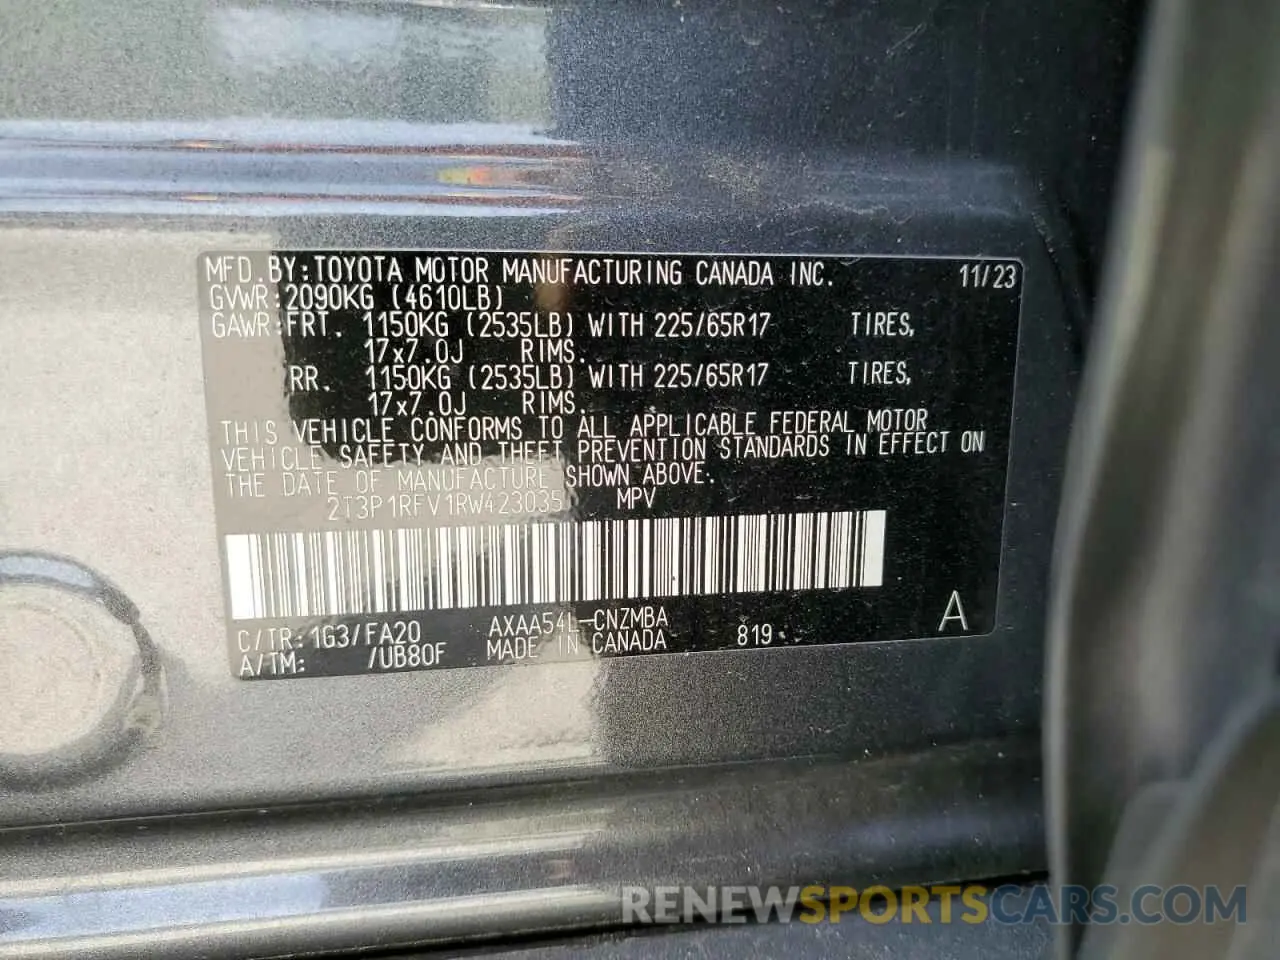 MFD.BY:TOYOTA MOTOR MANUFACTURING CANADA INC. 11/23
GVWR:2090KG (4610LB)
GAWR:FRT. 1150KG (2535LB) WITH 225/65R17 TIRES,
17x7.0J RIMS.
RR. 1150KG (2535LB) WITH 225/65R17 TIRES,
17x7.0J RIMS.
THIS VEHICLE CONFORMS TO ALL APPLICABLE FEDERAL MOTOR
VEHICLE SAFETY AND THEFT PREVENTION STANDARDS IN EFFECT ON
THE DATE OF MANUFACTURE SHOWN ABOVE.
MPV
C/TR: 1G3/FA20 AXAA54L-CNZMBA
A/TM: /UB80F MADE IN CANADA 819
A
RENEWSPORTSCARS.COM